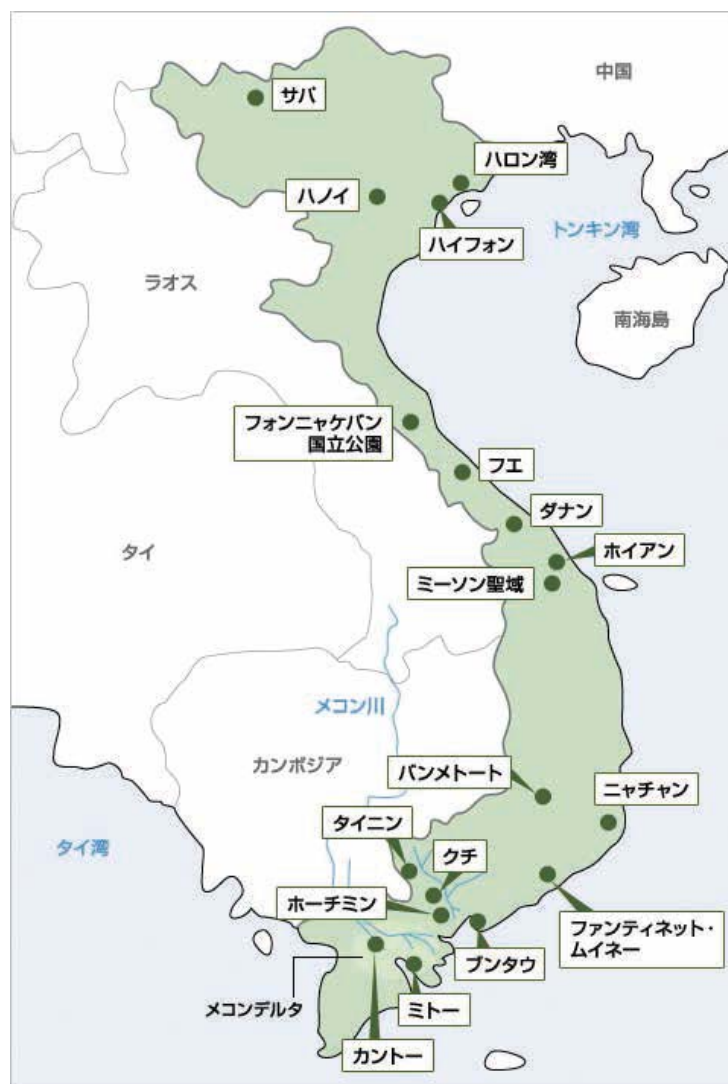 中国
サパ
ハロン湾
ハノイ
ハイフォン
トンキン湾
ラオス
南海島
フォンニャケバン
国立公園
フエ
ダナン
タイ
ホイアン
ミーソン聖域
メコン川
カンボジア
バンメトート
ニャチャン
タイニン
タイ湾
クチ
ホーチミン
ファンティネット・
ムイネー
ブンタウ
メコンデルタ
ミトー
カントー